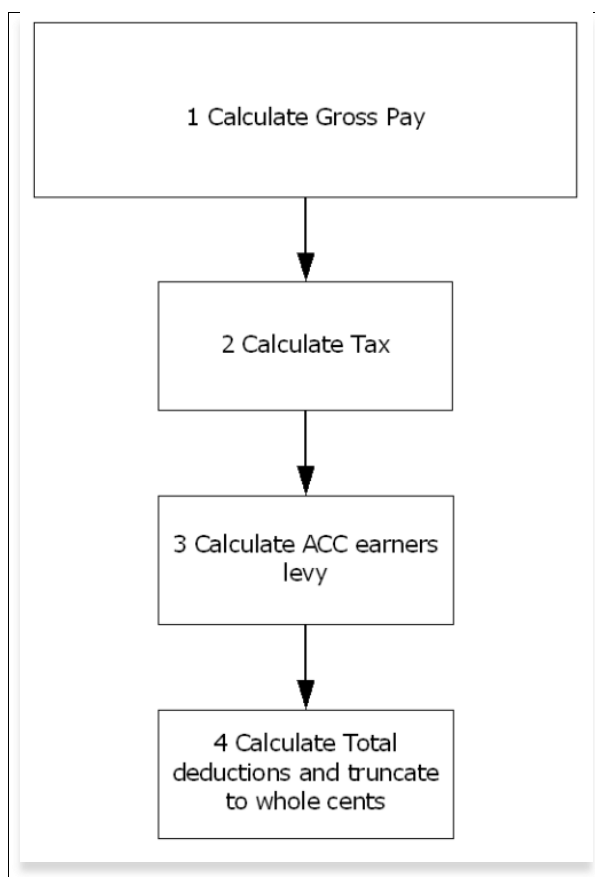 1 Calculate Gross Pay
2 Calculate Tax
3 Calculate ACC earners
levy
4 Calculate Total
deductions and truncate
to whole cents